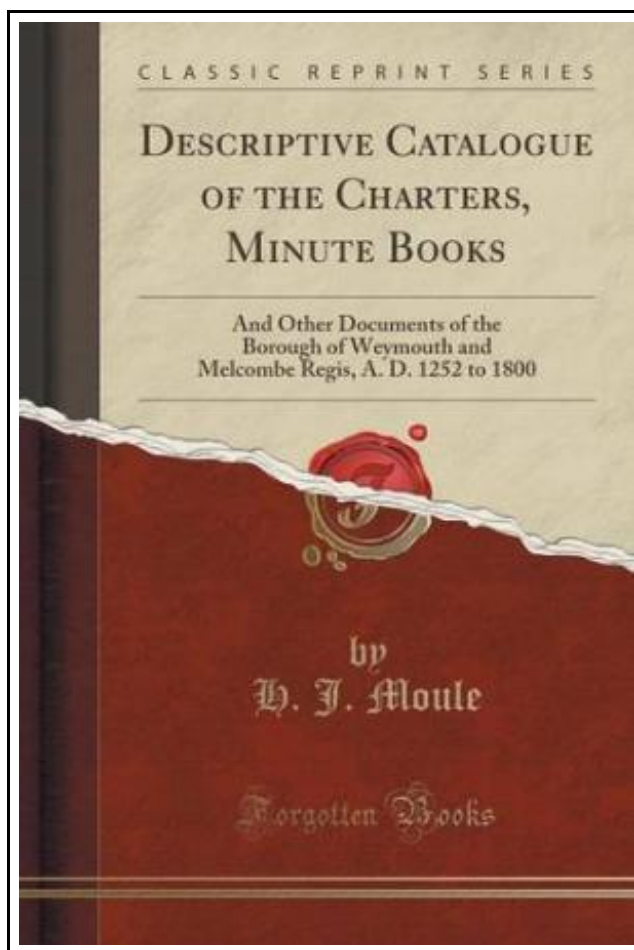 CLASSIC REPRINT SERIES
DESCRIPTIVE CATALOGUE
OF THE CHARTERS,
MINUTE BOOKS
And Other Documents of the
Borough of Weymouth and
Melcombe Regis, A. D. 1252 to 1800
F
by
H. J. Moule
Forgotten Books